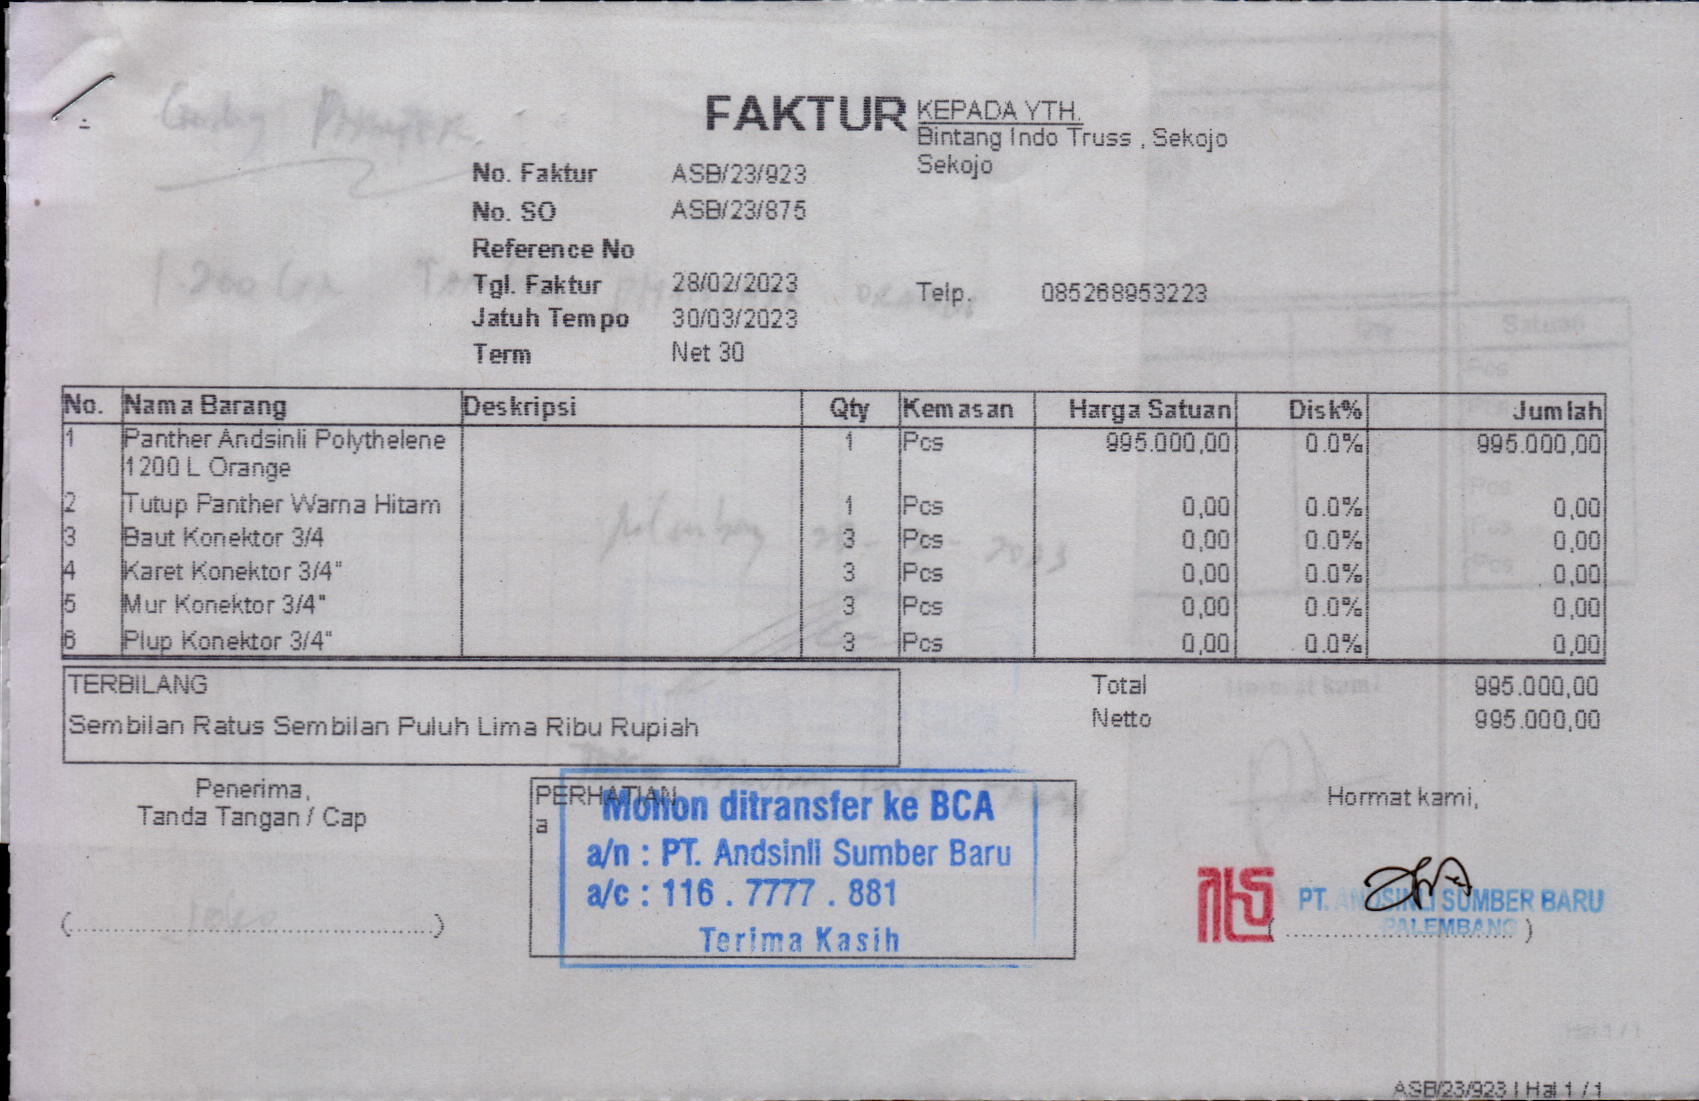 FAKTUR
KEPADA YTH.
Bintang Indo Truss , Sekojo
Sekojo
No. Faktur ASB/23/923
No. SO ASB/23/875
Reference No
Tgl. Faktur 28/02/2023
Telp. 085268953223
Jatuh Tempo 30/03/2023
Term Net 30
No. Nama Barang Deskripsi Qty Kemasan Harga Satuan Disk% Jumlah
1 Panther Andsinli Polythelene 1 Pcs 995.000,00 0.0% 995.000,00
1200 L Orange
2 Tutup Panther Warna Hitam 1 Pcs 0,00 0.0% 0,00
3 Baut Konektor 3/4 3 Pcs 0,00 0.0% 0,00
4 Karet Konektor 3/4" 3 Pcs 0,00 0.0% 0,00
5 Mur Konektor 3/4" 3 Pcs 0,00 0.0% 0,00
6 Plup Konektor 3/4" 3 Pcs 0,00 0.0% 0,00
TERBILANG
Sembilan Ratus Sembilan Puluh Lima Ribu Rupiah
Total 995.000,00
Netto 995.000,00
Penerima,
Tanda Tangan / Cap
PERHATIAN
a
Mohon ditransfer ke BCA
a/n : PT. Andsinli Sumber Baru
a/c : 116 . 7777 . 881
Terima Kasih
Hormat kami,
PT. ANDSINLI SUMBER BARU
PALEMBANG
ASB/23/923 | Hal 1 / 1